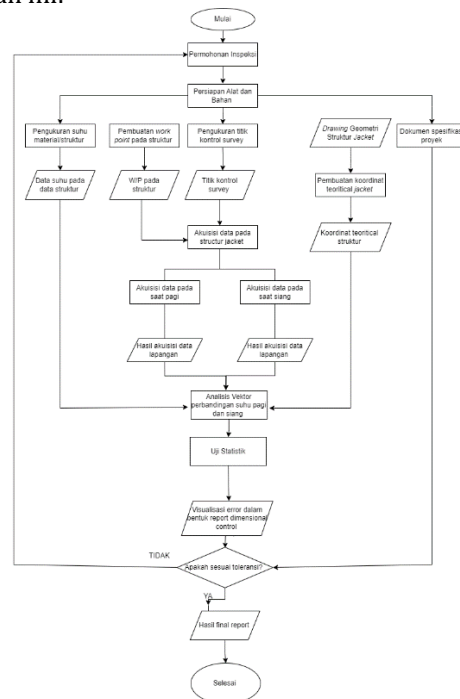 Mulai
Permohonan Inspeksi
Persiapan Alat dan
Bahan
Pengukuran suhu
material/struktur
Pembuatan work
point pada struktur
Pengukuran titik
kontrol survey
Drawing Geometri
Struktur Jacket
Dokumen spesifikas
proyek
Data suhu pada
data struktur
W/P pada
struktur
Titik kontrol
survey
Pembuatan koordinat
teoritical jacket
Akuisisi data pada
structur jacket
Koordinat teoritical
struktur
Akuisisi data pada
saat pagi
Akuisisi data pada
saat siang
Hasil akuisisi data
lapangan
Hasil akuisisi data
lapangan
Analisis Vektor
perbandingan suhu pagi
dan siang
Uji Statistik
Visualisasi error dalam
bentuk report dimensional
control
TIDAK
Apakah sesuai toleransi?
YA
Hasil final report
Selesai